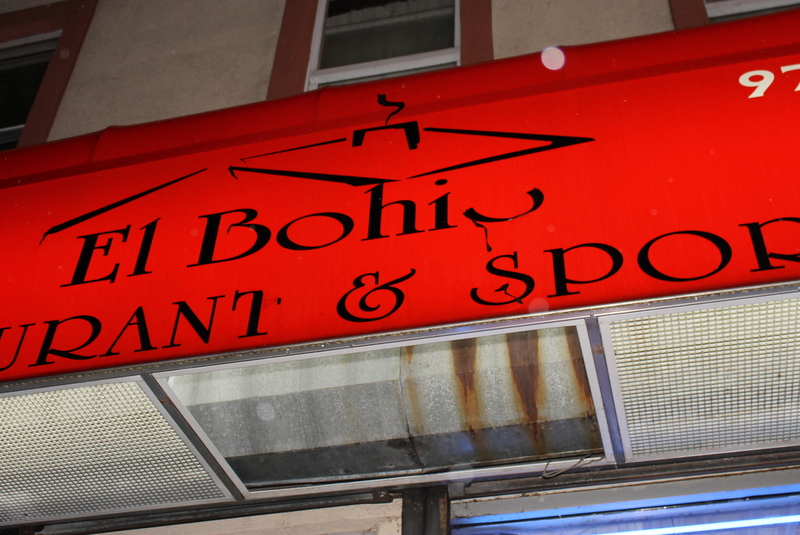 97
El Bohio
URANT & SPOR